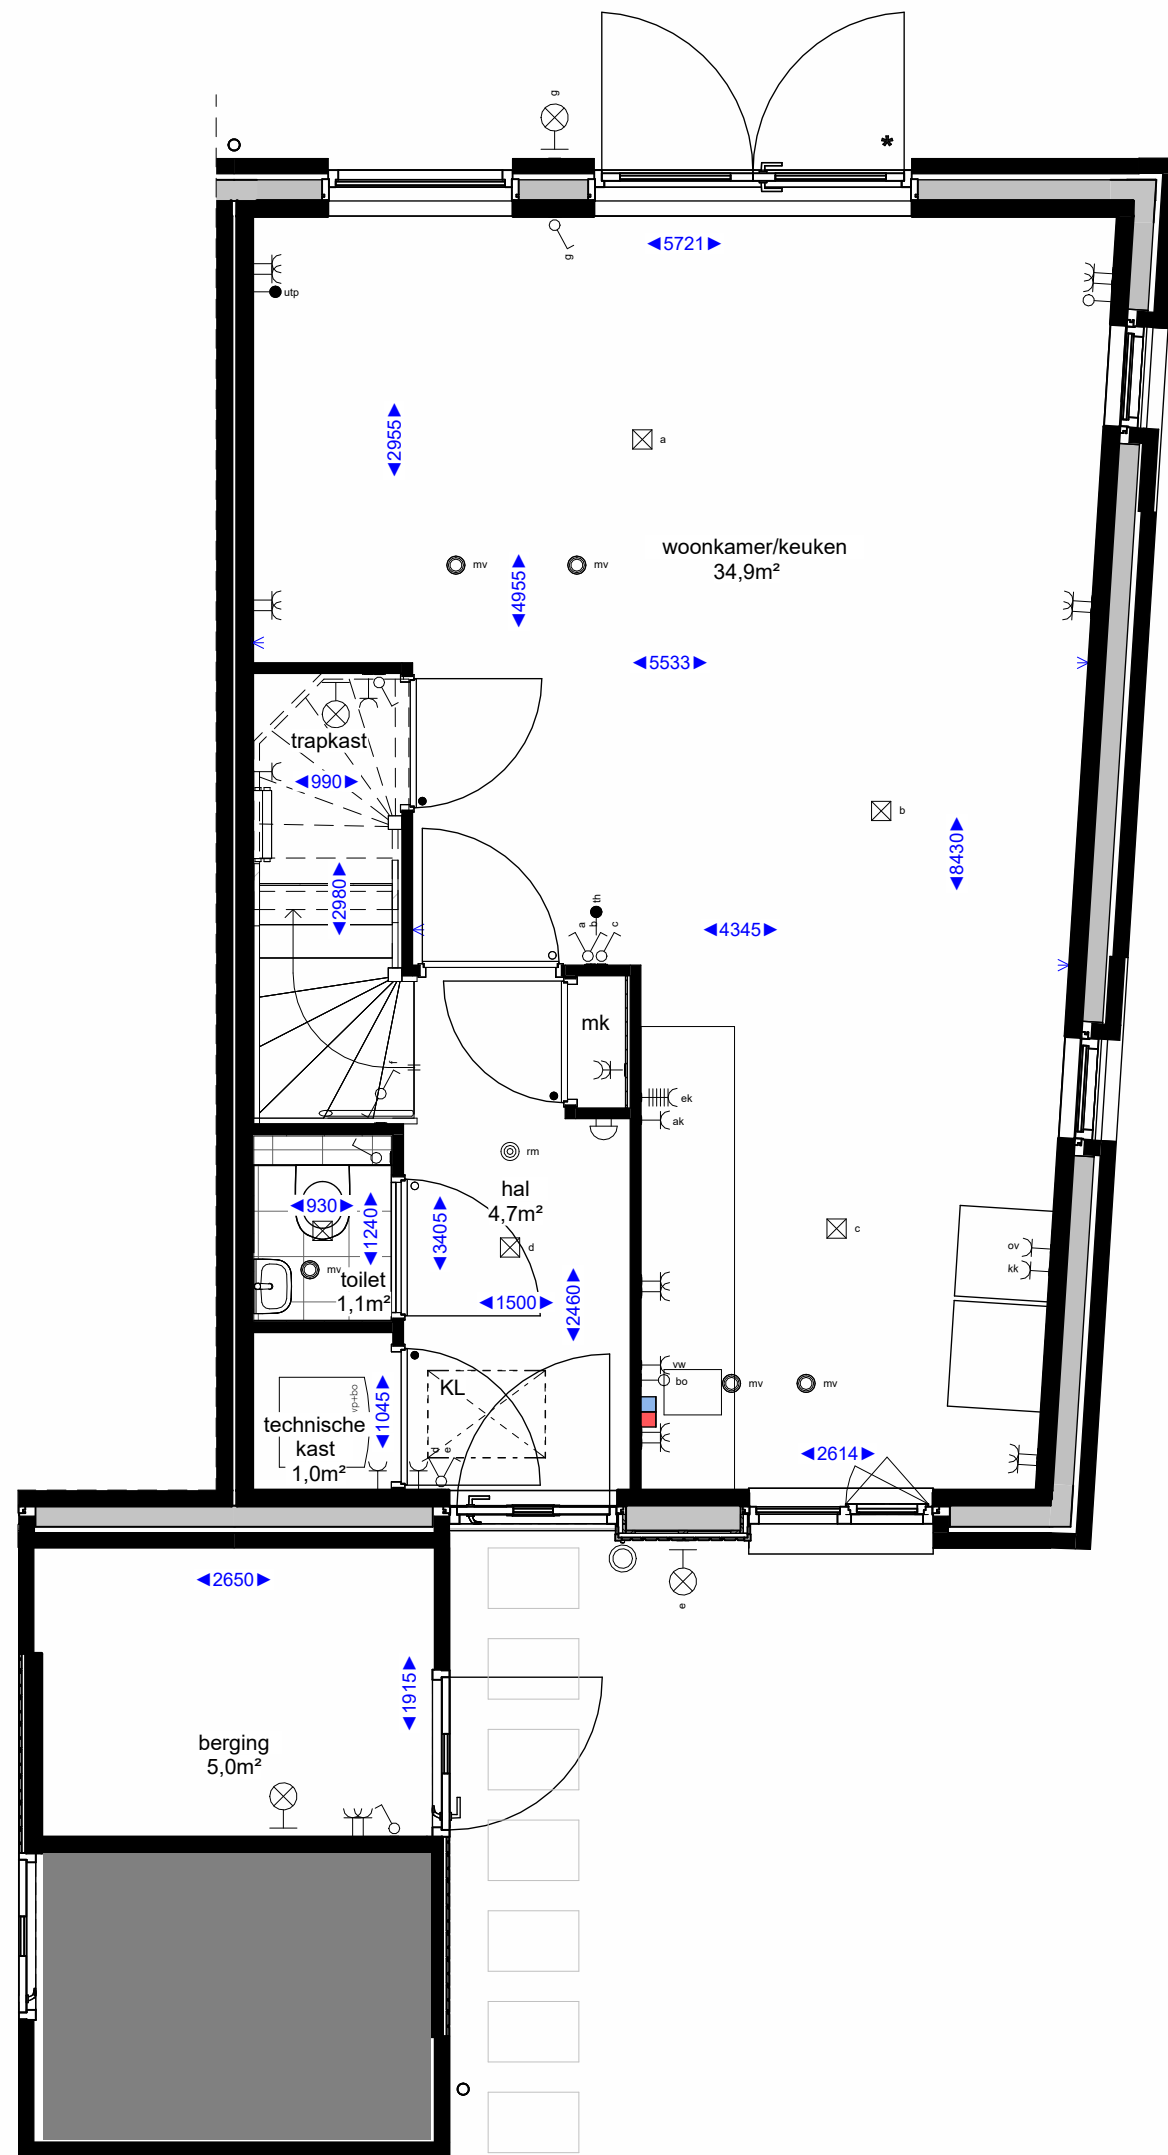 g
*
5721
g
utp
2955
a
woonkamer/keuken
34,9m²
mv
mv
4955
5533
trapkast
990
b
8430
2980
th
a
b
c
4345
mk
f
ek
ak
rm
hal
4,7m²
930
1240
3405
d
c
ov
kk
mv
toilet
1,1m²
1500
2460
vw
bo
mv
mv
KL
vp+bo
1045
technische
kast
1,0m²
d
e
2614
2650
e
1915
berging
5,0m²